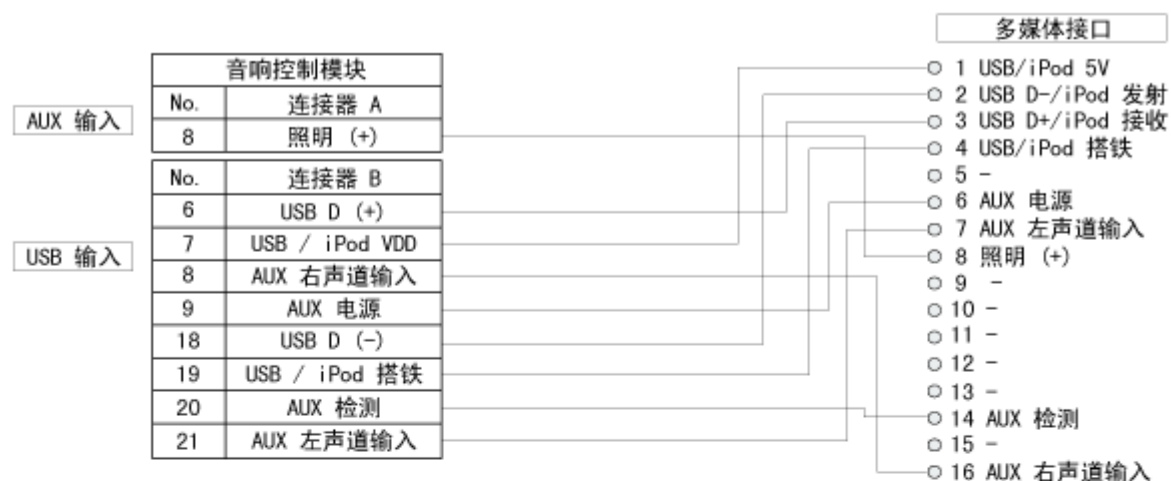 多媒体接口
音响控制模块
No. 连接器 A
8 照明 (+)
AUX 输入
No. 连接器 B
6 USB D (+)
7 USB / iPod VDD
8 AUX 右声道输入
9 AUX 电源
18 USB D (-)
19 USB / iPod 搭铁
20 AUX 检测
21 AUX 左声道输入
USB 输入
1 USB/iPod 5V
2 USB D-/iPod 发射
3 USB D+/iPod 接收
4 USB/iPod 搭铁
5 -
6 AUX 电源
7 AUX 左声道输入
8 照明 (+)
9 -
10 -
11 -
12 -
13 -
14 AUX 检测
15 -
16 AUX 右声道输入